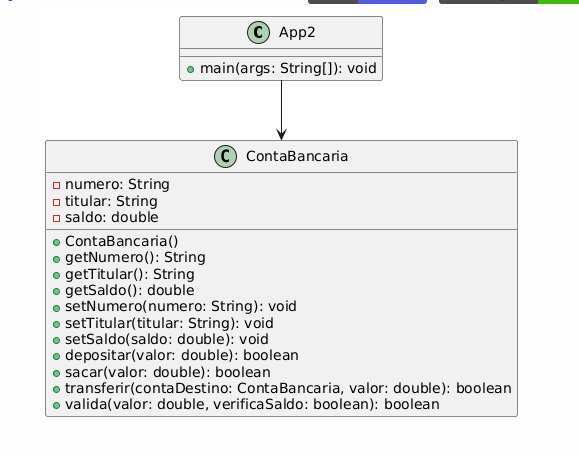 C App2
main(args: String[]): void
C ContaBancaria
numero: String
titular: String
saldo: double
ContaBancaria()
getNumero(): String
getTitular(): String
getSaldo(): double
setNumero(numero: String): void
setTitular(titular: String): void
setSaldo(saldo: double): void
depositar(valor: double): boolean
sacar(valor: double): boolean
transferir(contaDestino: ContaBancaria, valor: double): boolean
valida(valor: double, verificaSaldo: boolean): boolean